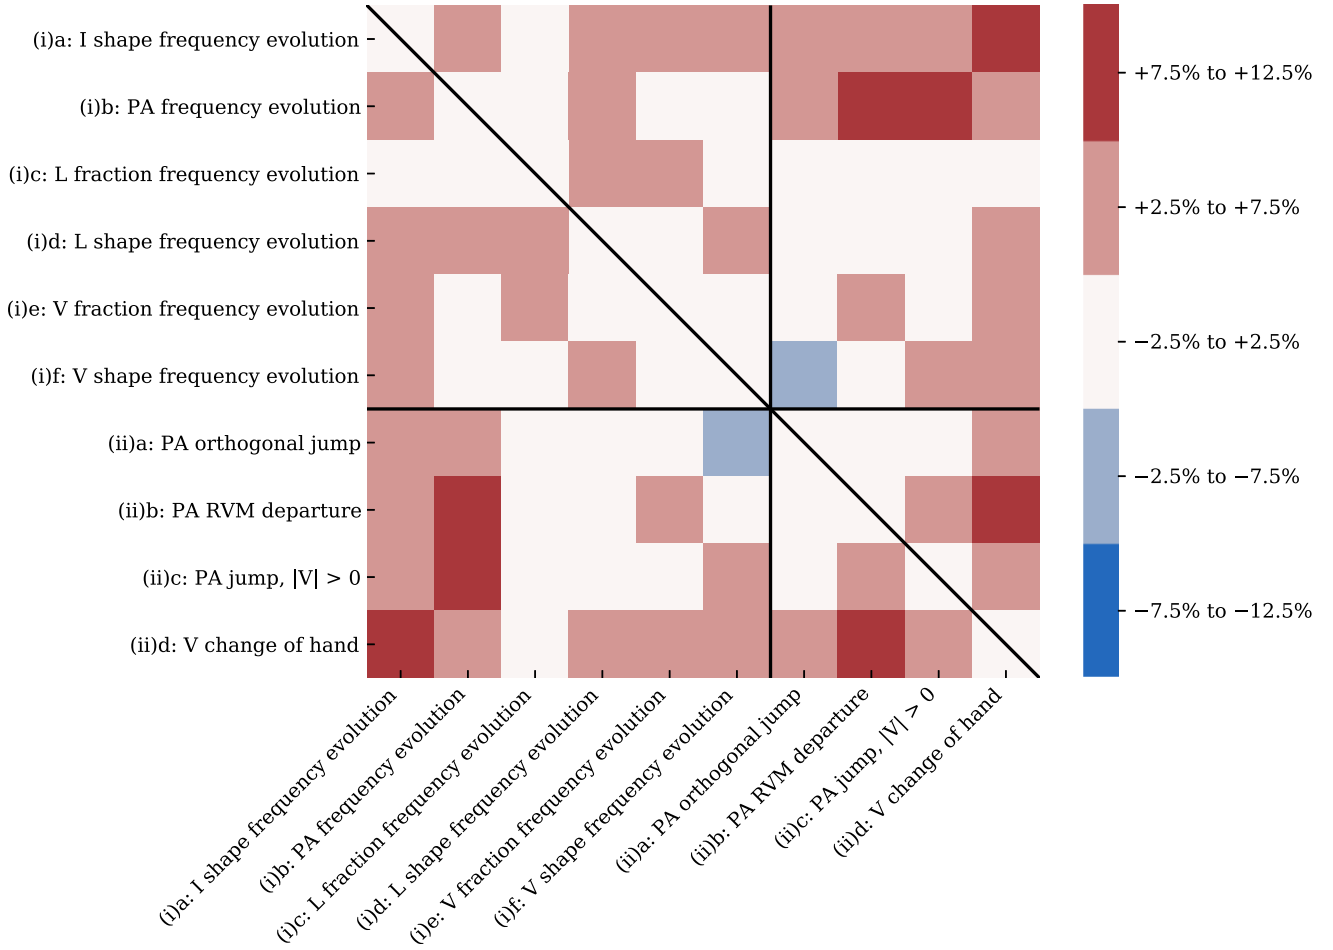 (i)a: I shape frequency evolution
(i)b: PA frequency evolution
(i)c: L fraction frequency evolution
(i)d: L shape frequency evolution
(i)e: V fraction frequency evolution
(i)f: V shape frequency evolution
(ii)a: PA orthogonal jump
(ii)b: PA RVM departure
(ii)c: PA jump, |V| > 0
(ii)d: V change of hand
(i)a: I shape frequency evolution
(i)b: PA frequency evolution
(i)c: L fraction frequency evolution
(i)d: L shape frequency evolution
(i)e: V fraction frequency evolution
(i)f: V shape frequency evolution
(ii)a: PA orthogonal jump
(ii)b: PA RVM departure
(ii)c: PA jump, |V| > 0
(ii)d: V change of hand
+7.5% to +12.5%
+2.5% to +7.5%
−2.5% to +2.5%
−2.5% to −7.5%
−7.5% to −12.5%